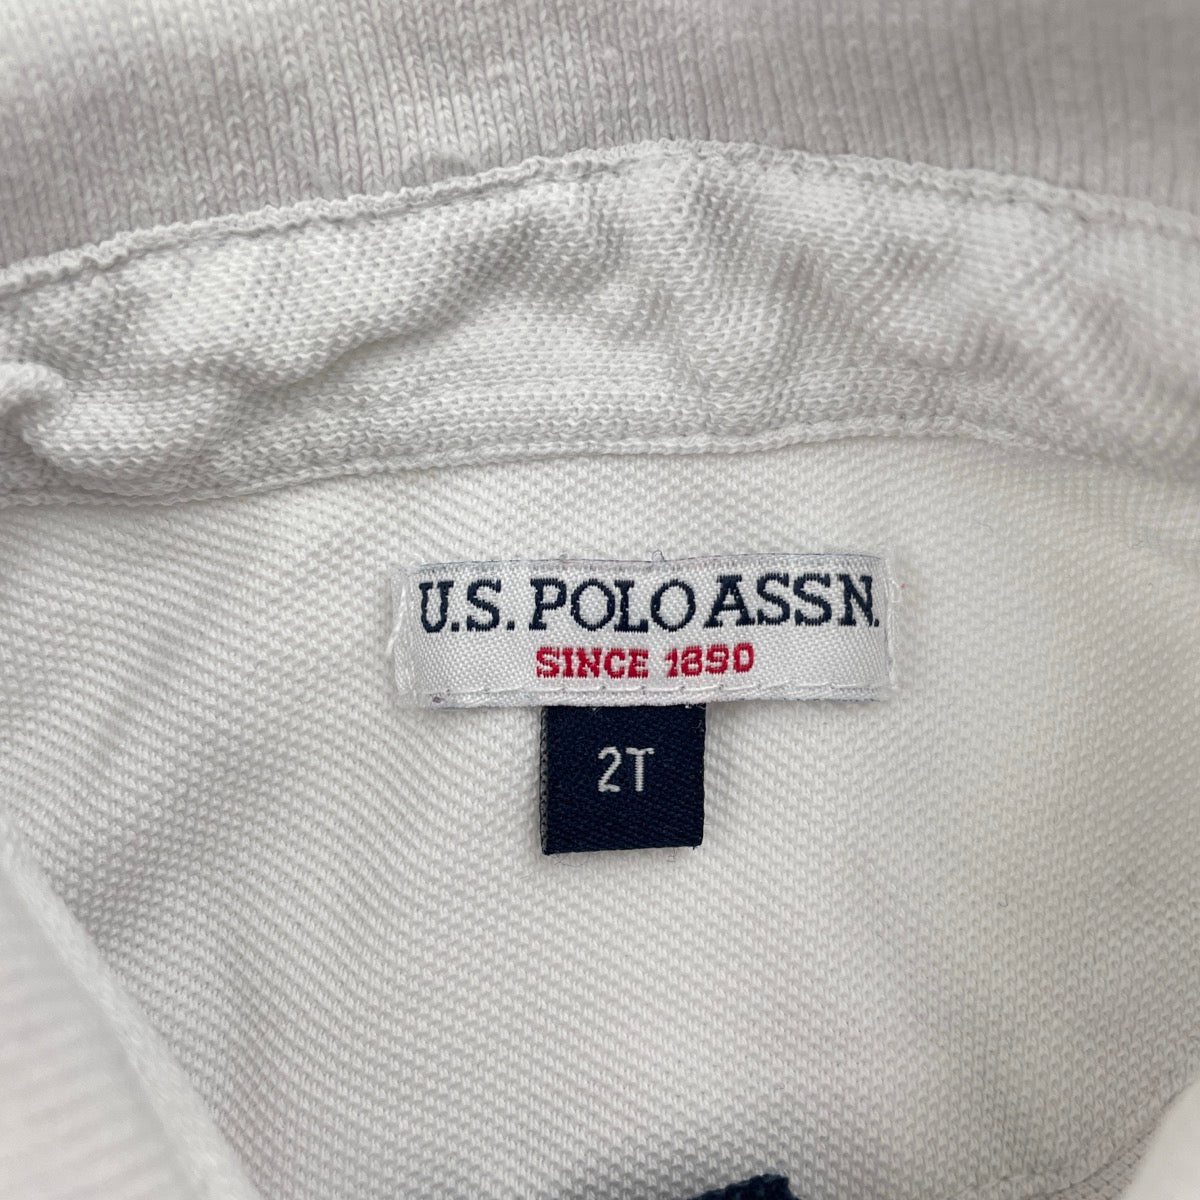 U.S. POLO ASSN.
SINCE 1890
2T